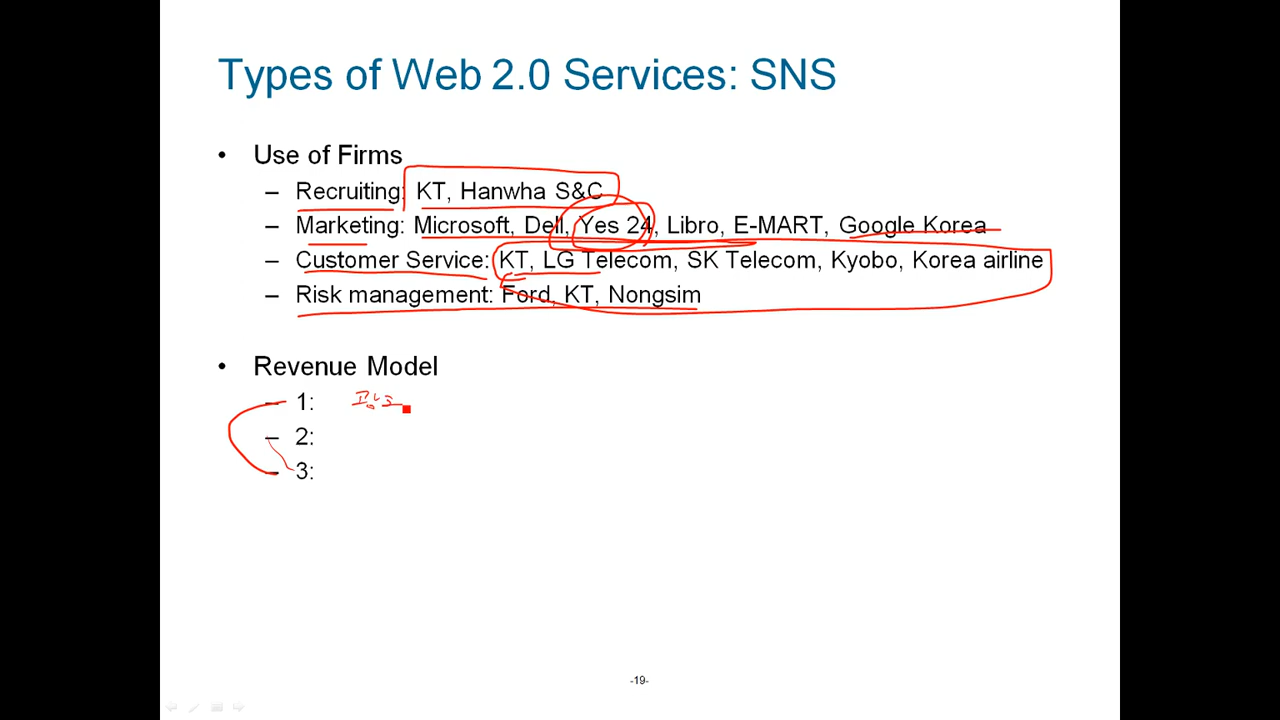 Types of Web 2.0 Services: SNS
• Use of Firms
– Recruiting: KT, Hanwha S&C
– Marketing: Microsoft, Dell, Yes 24, Libro, E-MART, Google Korea
– Customer Service: KT, LG Telecom, SK Telecom, Kyobo, Korea airline
– Risk management: Ford, KT, Nongsim
• Revenue Model
– 1: 광고
– 2:
– 3:
-19-